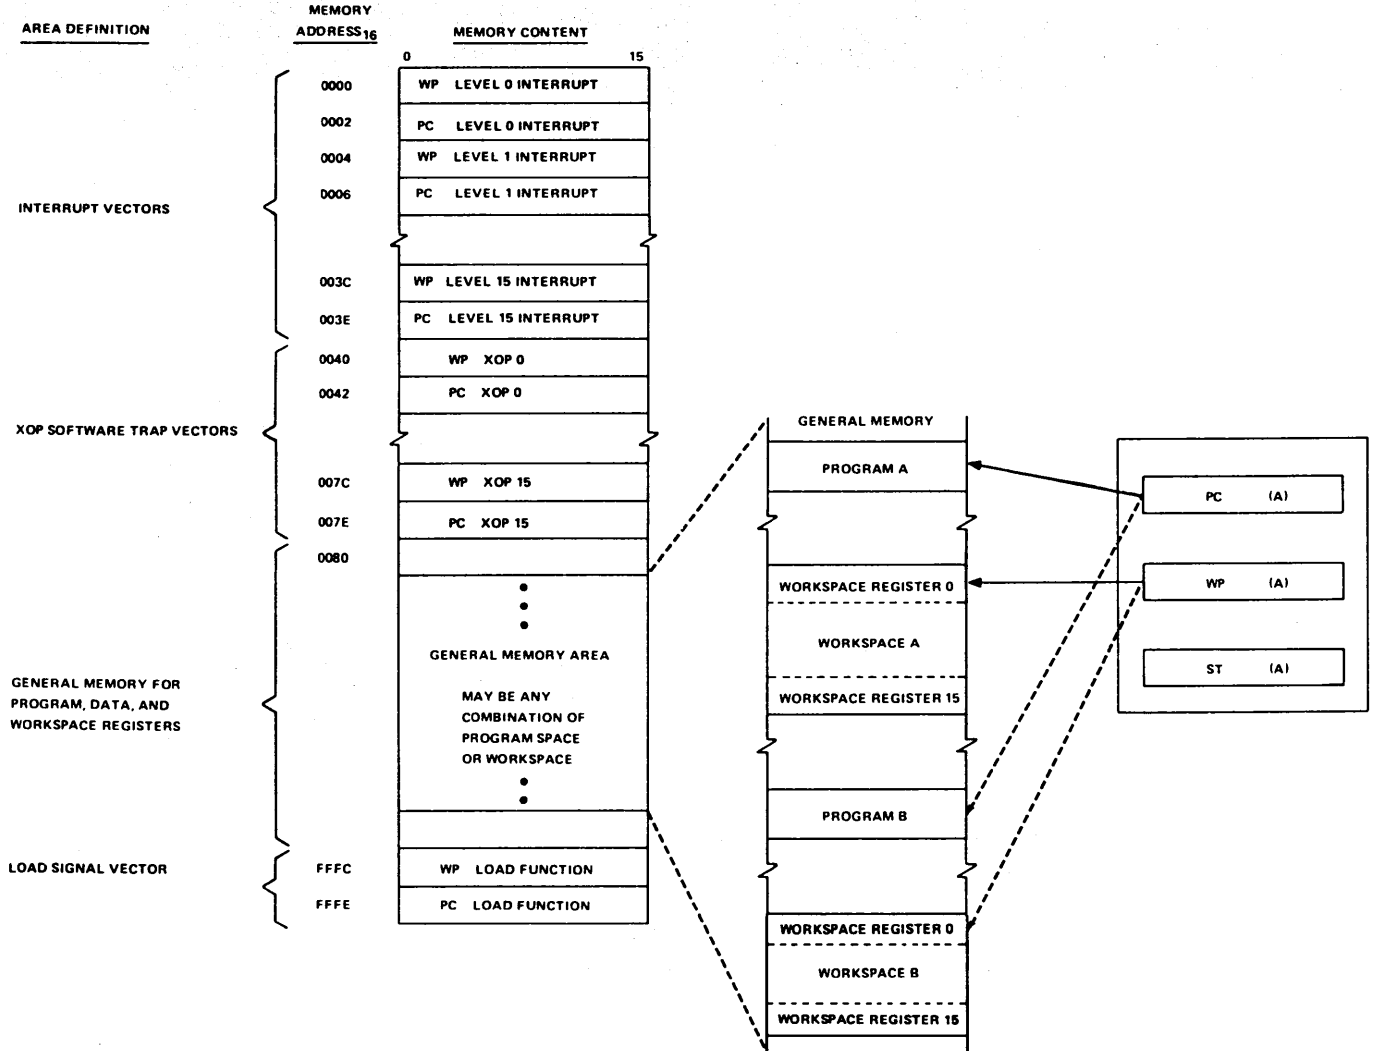 AREA DEFINITION
MEMORY
ADDRESS16
MEMORY CONTENT
0 15
0000 WP LEVEL 0 INTERRUPT
0002 PC LEVEL 0 INTERRUPT
0004 WP LEVEL 1 INTERRUPT
0006 PC LEVEL 1 INTERRUPT
INTERRUPT VECTORS
003C WP LEVEL 15 INTERRUPT
003E PC LEVEL 15 INTERRUPT
0040 WP XOP 0
0042 PC XOP 0
XOP SOFTWARE TRAP VECTORS
007C WP XOP 15
007E PC XOP 15
0080
GENERAL MEMORY AREA
MAY BE ANY
COMBINATION OF
PROGRAM SPACE
OR WORKSPACE
GENERAL MEMORY FOR
PROGRAM, DATA, AND
WORKSPACE REGISTERS
LOAD SIGNAL VECTOR
FFFC WP LOAD FUNCTION
FFFE PC LOAD FUNCTION
GENERAL MEMORY
PROGRAM A
WORKSPACE REGISTER 0
WORKSPACE A
WORKSPACE REGISTER 15
PROGRAM B
WORKSPACE REGISTER 0
WORKSPACE B
WORKSPACE REGISTER 15
PC (A)
WP (A)
ST (A)